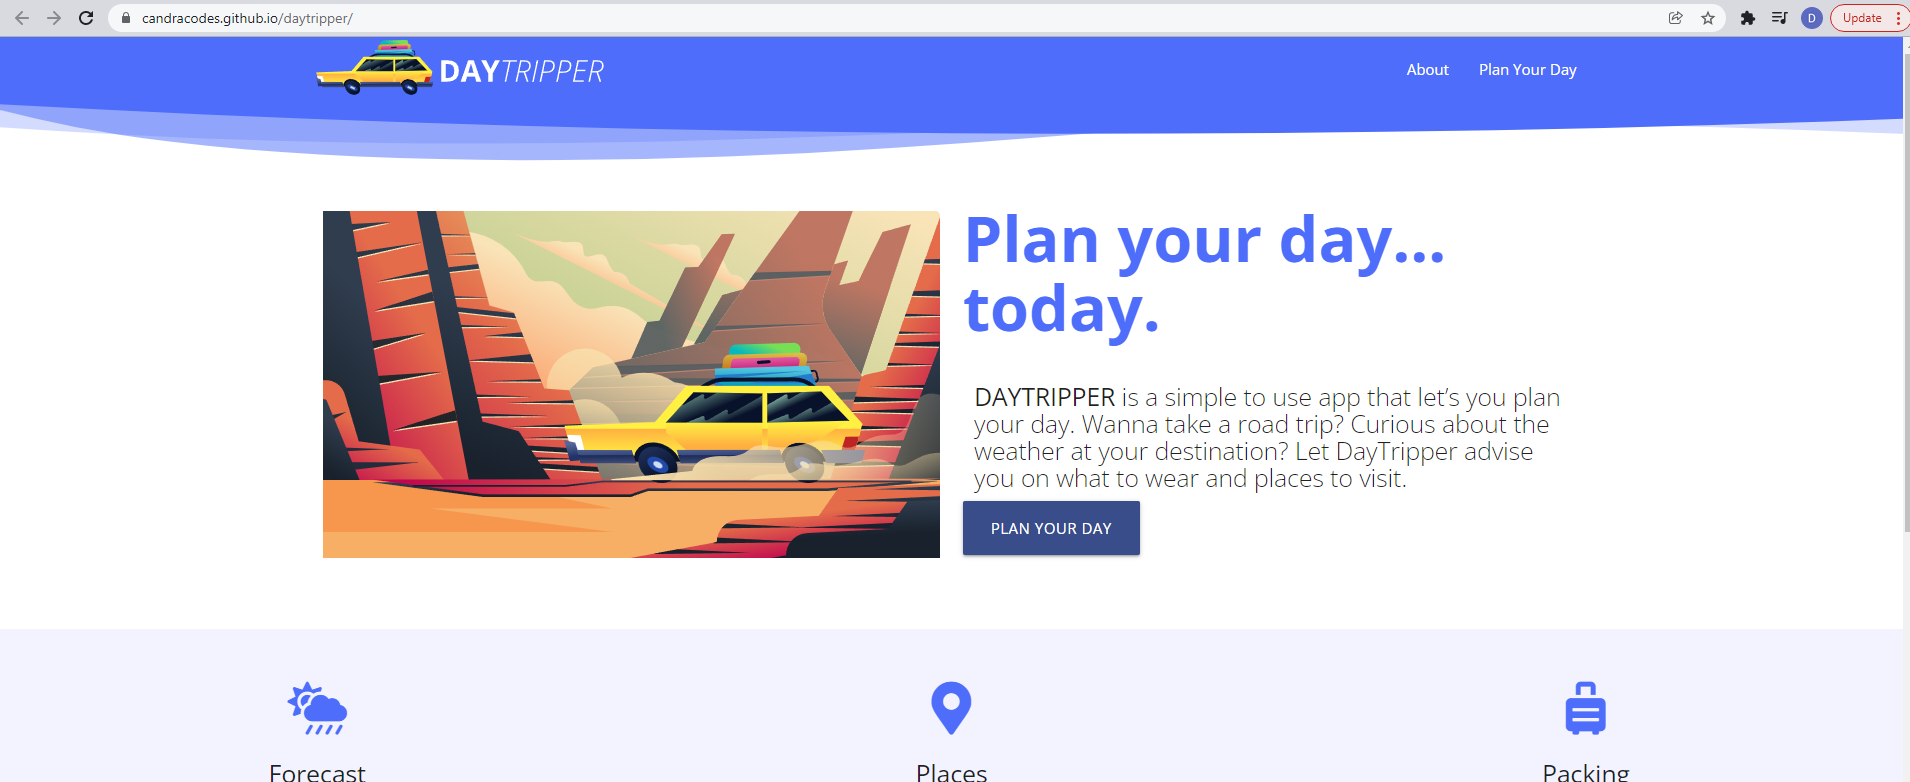 candracodes.github.io/daytripper/
D
Update
DAYTRIPPER
About
Plan Your Day
Plan your day...
today.
DAYTRIPPER is a simple to use app that let’s you plan
your day. Wanna take a road trip? Curious about the
weather at your destination? Let DayTripper advise
you on what to wear and places to visit.
PLAN YOUR DAY
Forecast
Places
Packing